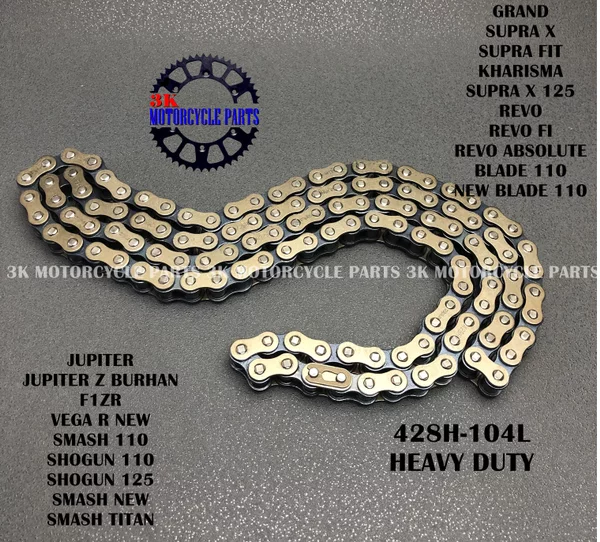 3K
MOTORCYCLE PARTS
GRAND
SUPRA X
SUPRA FIT
KHARISMA
SUPRA X 125
REVO
REVO FI
REVO ABSOLUTE
BLADE 110
NEW BLADE 110
3K MOTORCYCLE PARTS 3K MOTORCYCLE PARTS 3K MOTORCYCLE PARTS
JUPITER
JUPITER Z BURHAN
F1ZR
VEGA R NEW
SMASH 110
SHOGUN 110
SHOGUN 125
SMASH NEW
SMASH TITAN
428H-104L
HEAVY DUTY